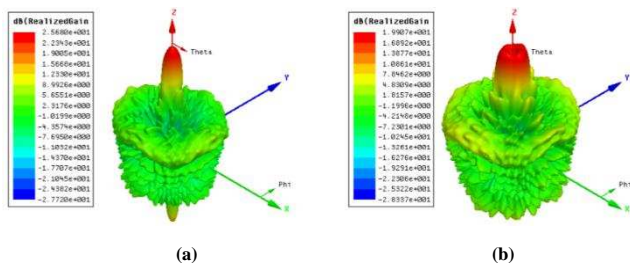 dB(RealizedGain
2.5680e+001
2.2343e+001
1.9005e+001
1.5668e+001
1.2330e+001
8.9926e+000
5.6551e+000
2.3176e+000
-1.0199e+000
-4.3574e+000
-7.6950e+000
-1.1032e+001
-1.4370e+001
-1.7707e+001
-2.1045e+001
-2.4382e+001
-2.7720e+001
Z
Theta
Y
Phi
X
(a)
dB(RealizedGain
1.9907e+001
1.6892e+001
1.3877e+001
1.0861e+001
7.8462e+000
4.8309e+000
1.8157e+000
-1.1996e+000
-4.2148e+000
-7.2301e+000
-1.0245e+001
-1.3261e+001
-1.6276e+001
-1.9291e+001
-2.2306e+001
-2.5322e+001
-2.8337e+001
Z
Theta
Y
Phi
X
(b)